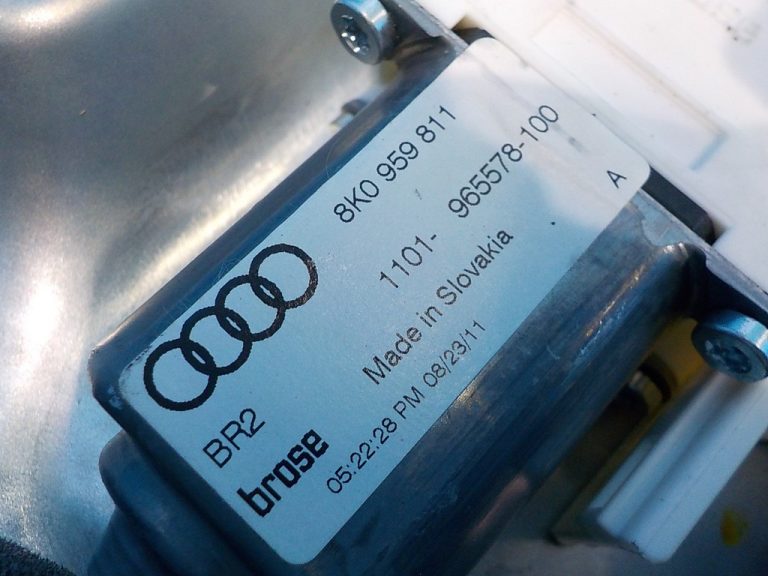 8K0 959 811
1101- 965578-100
A
Made in Slovakia
BR2
brose
05:22:28 PM 08/23/11